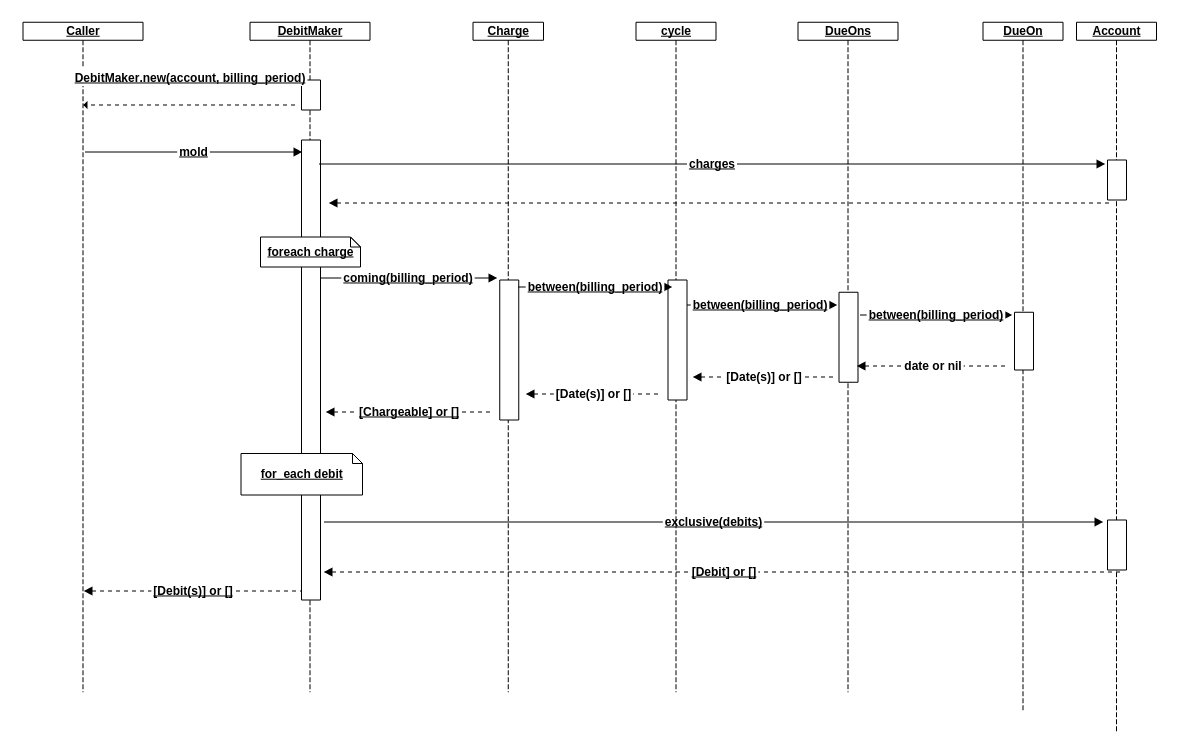 Caller
DebitMaker
Charge
cycle
DueOns
DueOn
Account
DebitMaker.new(account, billing_period)
mold
charges
foreach charge
coming(billing_period)
between(billing_period)
between(billing_period)
between(billing_period)
date or nil
[Date(s)] or []
[Date(s)] or []
[Chargeable] or []
for_each debit
exclusive(debits)
[Debit] or []
[Debit(s)] or []